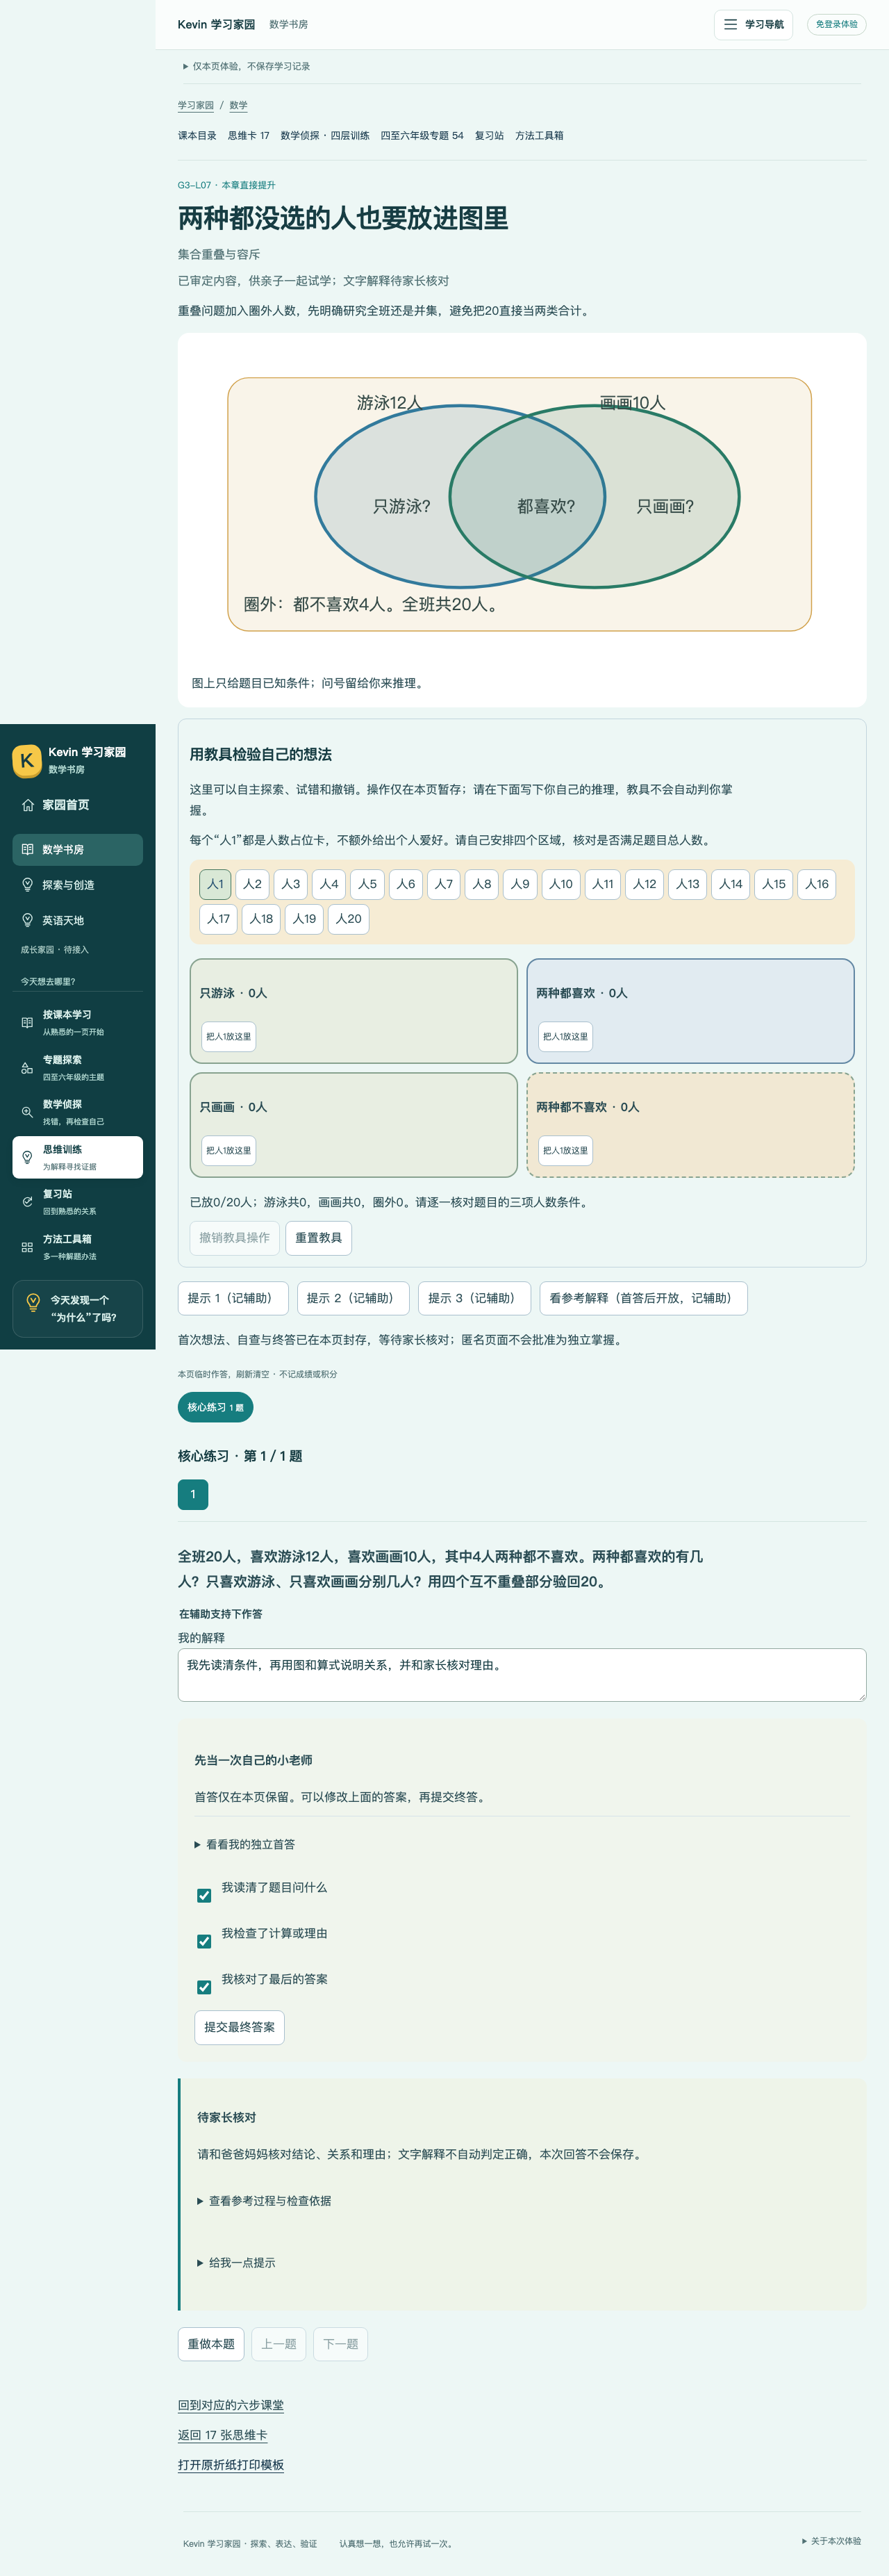 Kevin 学习家园 数学书房 学习导航 免登录体验
▶ 仅本页体验，不保存学习记录
学习家园 / 数学
课本目录 思维卡 17 数学侦探 · 四层训练 四至六年级专题 54 复习站 方法工具箱
G3-L07 · 本章直接提升
两种都没选的人也要放进图里
集合重叠与容斥
已审定内容，供亲子一起试学；文字解释待家长核对
重叠问题加入圈外人数，先明确研究全班还是并集，避免把20直接当两类合计。
游泳12人 画画10人
只游泳? 都喜欢? 只画画?
圈外：都不喜欢4人。全班共20人。
图上只给题目已知条件；问号留给你来推理。
K Kevin 学习家园
数学书房
家园首页
数学书房
探索与创造
英语天地
成长家园 · 待接入
今天想去哪里？
按课本学习
从熟悉的一页开始
专题探索
四至六年级的主题
数学侦探
找错，再检查自己
思维训练
为解释寻找证据
复习站
回到熟悉的关系
方法工具箱
多一种解题办法
今天发现一个
“为什么”了吗?
用教具检验自己的想法
这里可以自主探索、试错和撤销。操作仅在本页暂存；请在下面写下你自己的推理，教具不会自动判你掌
握。
每个“人1”都是人数占位卡，不额外给出个人爱好。请自己安排四个区域，核对是否满足题目总人数。
人1 人2 人3 人4 人5 人6 人7 人8 人9 人10 人11 人12 人13 人14 人15 人16
人17 人18 人19 人20
只游泳 · 0人 两种都喜欢 · 0人
把人1放这里 把人1放这里
只画画 · 0人 两种都不喜欢 · 0人
把人1放这里 把人1放这里
已放0/20人；游泳共0，画画共0，圈外0。请逐一核对题目的三项人数条件。
撤销教具操作 重置教具
提示 1（记辅助） 提示 2（记辅助） 提示 3（记辅助） 看参考解释（首答后开放，记辅助）
首次想法、自查与终答已在本页封存，等待家长核对；匿名页面不会批准为独立掌握。
本页临时作答，刷新清空 · 不记成绩或积分
核心练习 1 题
核心练习 · 第 1 / 1 题
1
全班20人，喜欢游泳12人，喜欢画画10人，其中4人两种都不喜欢。两种都喜欢的有几
人？只喜欢游泳、只喜欢画画分别几人？用四个互不重叠部分验回20。
在辅助支持下作答
我的解释
我先读清条件，再用图和算式说明关系，并和家长核对理由。
先当一次自己的小老师
首答仅在本页保留。可以修改上面的答案，再提交终答。
▶ 看看我的独立首答
我读清了题目问什么
我检查了计算或理由
我核对了最后的答案
提交最终答案
待家长核对
请和爸爸妈妈核对结论、关系和理由；文字解释不自动判定正确，本次回答不会保存。
▶ 查看参考过程与检查依据
▶ 给我一点提示
重做本题 上一题 下一题
回到对应的六步课堂
返回 17 张思维卡
打开原折纸打印模板
Kevin 学习家园 · 探索、表达、验证 认真想一想，也允许再试一次。 ▶ 关于本次体验